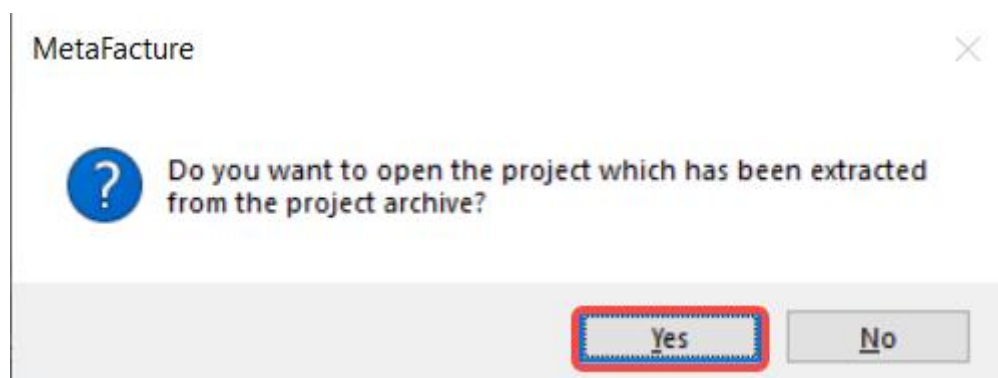 MetaFacture
Do you want to open the project which has been extracted
from the project archive?
Yes
No